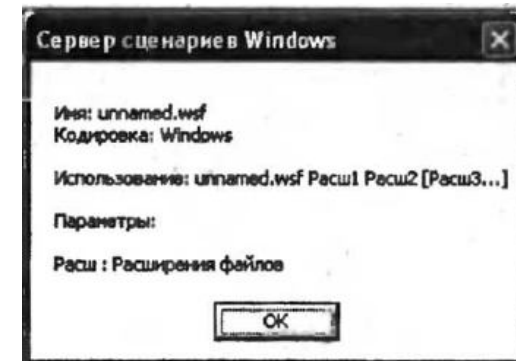 Сервер сценариев Windows
Имя: unnamed.wsf
Кодировка: Windows
Использование: unnamed.wsf Расш1 Расш2 [Расш3...]
Параметры:
Расш : Расширения файлов
OK